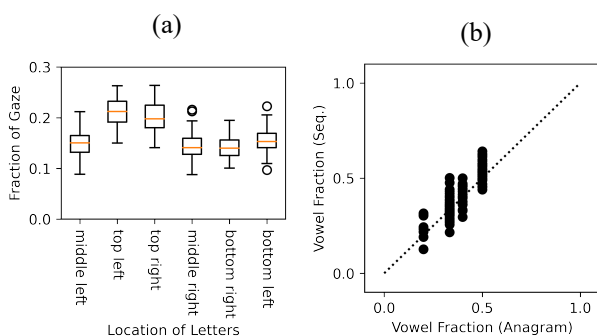 (a)
0.3
0.2
0.1
0.0
Fraction of Gaze
middle left
top left
top right
middle right
bottom right
bottom left
Location of Letters
(b)
1.0
0.5
0.0
Vowel Fraction (Seq.)
0.0
0.5
1.0
Vowel Fraction (Anagram)